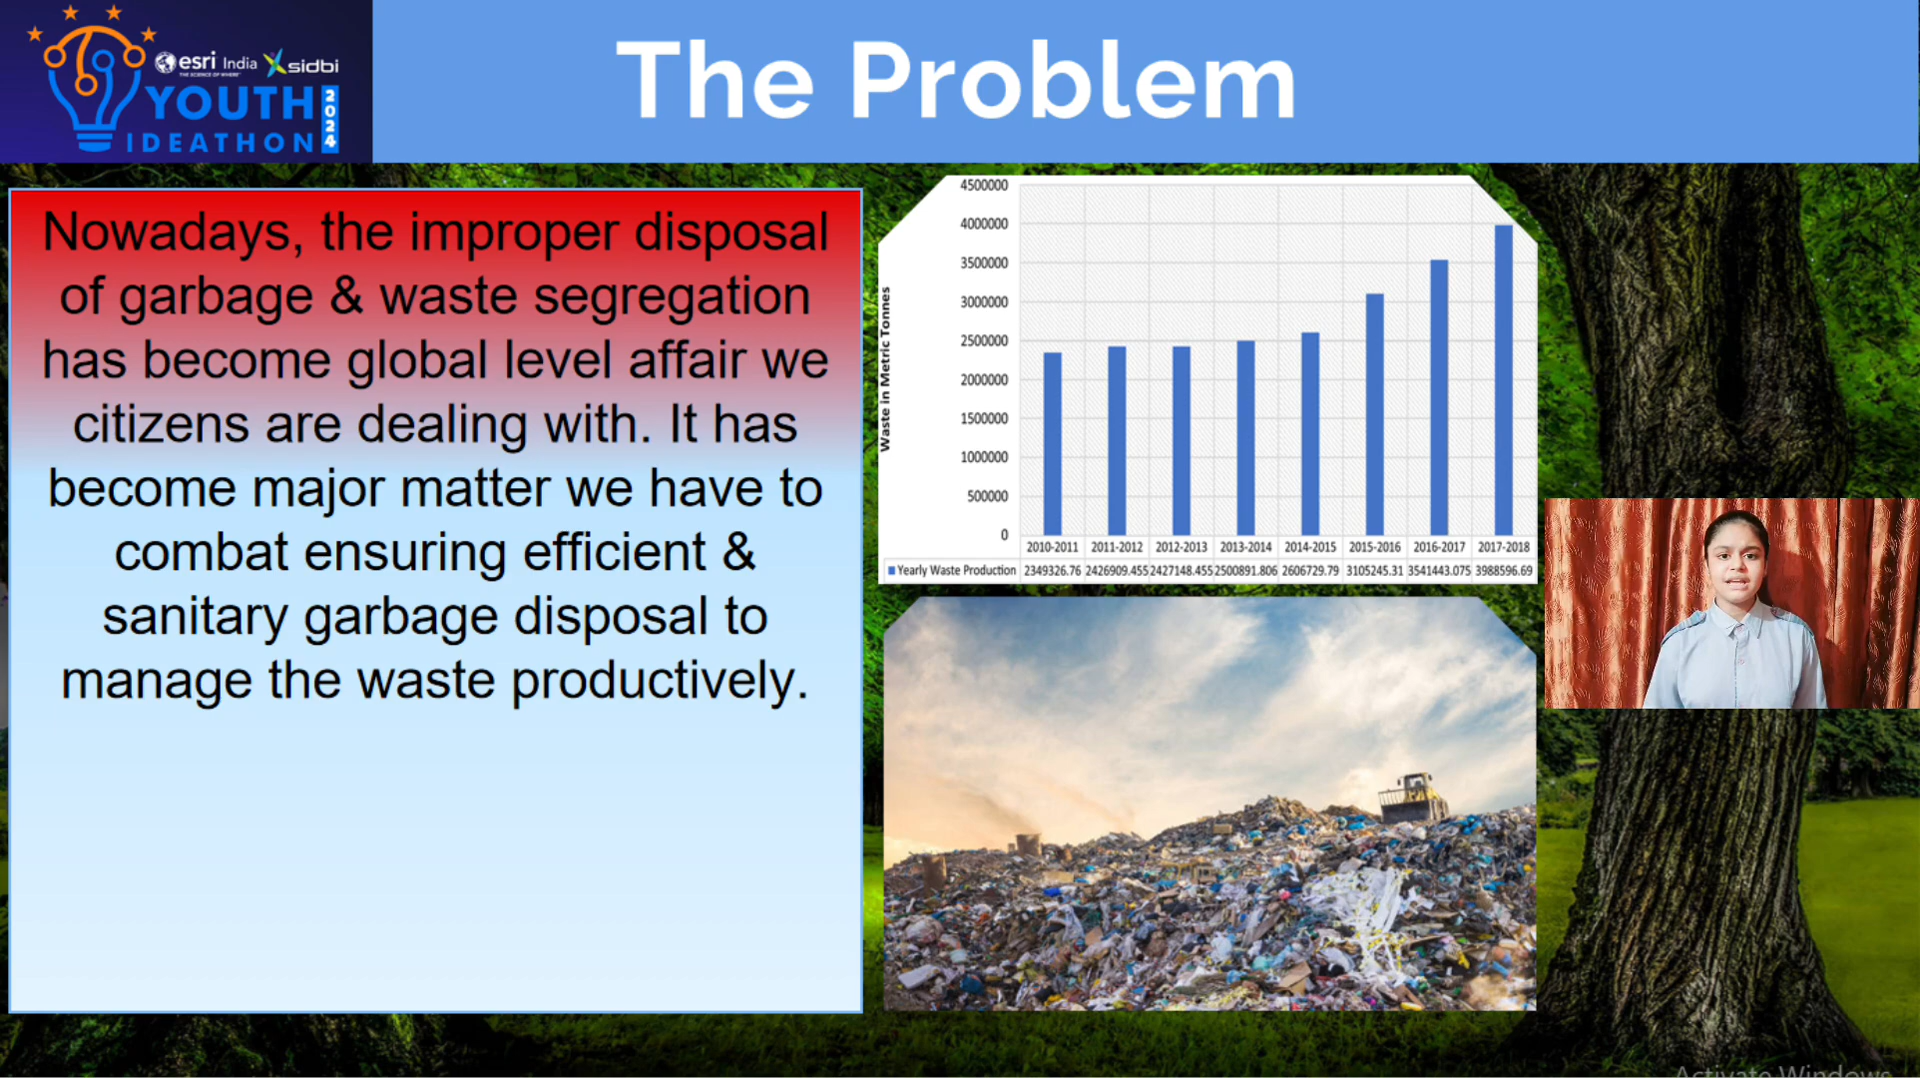 esri India
THE SCIENCE OF WHERE
sidbi
YOUTH
IDEATHON
2024
The Problem
Nowadays, the improper disposal
of garbage & waste segregation
has become global level affair we
citizens are dealing with. It has
become major matter we have to
combat ensuring efficient &
sanitary garbage disposal to
manage the waste productively.
Waste in Metric Tonnes
4500000
4000000
3500000
3000000
2500000
2000000
1500000
1000000
500000
0
2010-2011 2011-2012 2012-2013 2013-2014 2014-2015 2015-2016 2016-2017 2017-2018
Yearly Waste Production 2349326.76 2426909.455 2427148.455 2500891.806 2606729.79 3105245.31 3541443.075 3988596.69
Activate Windows